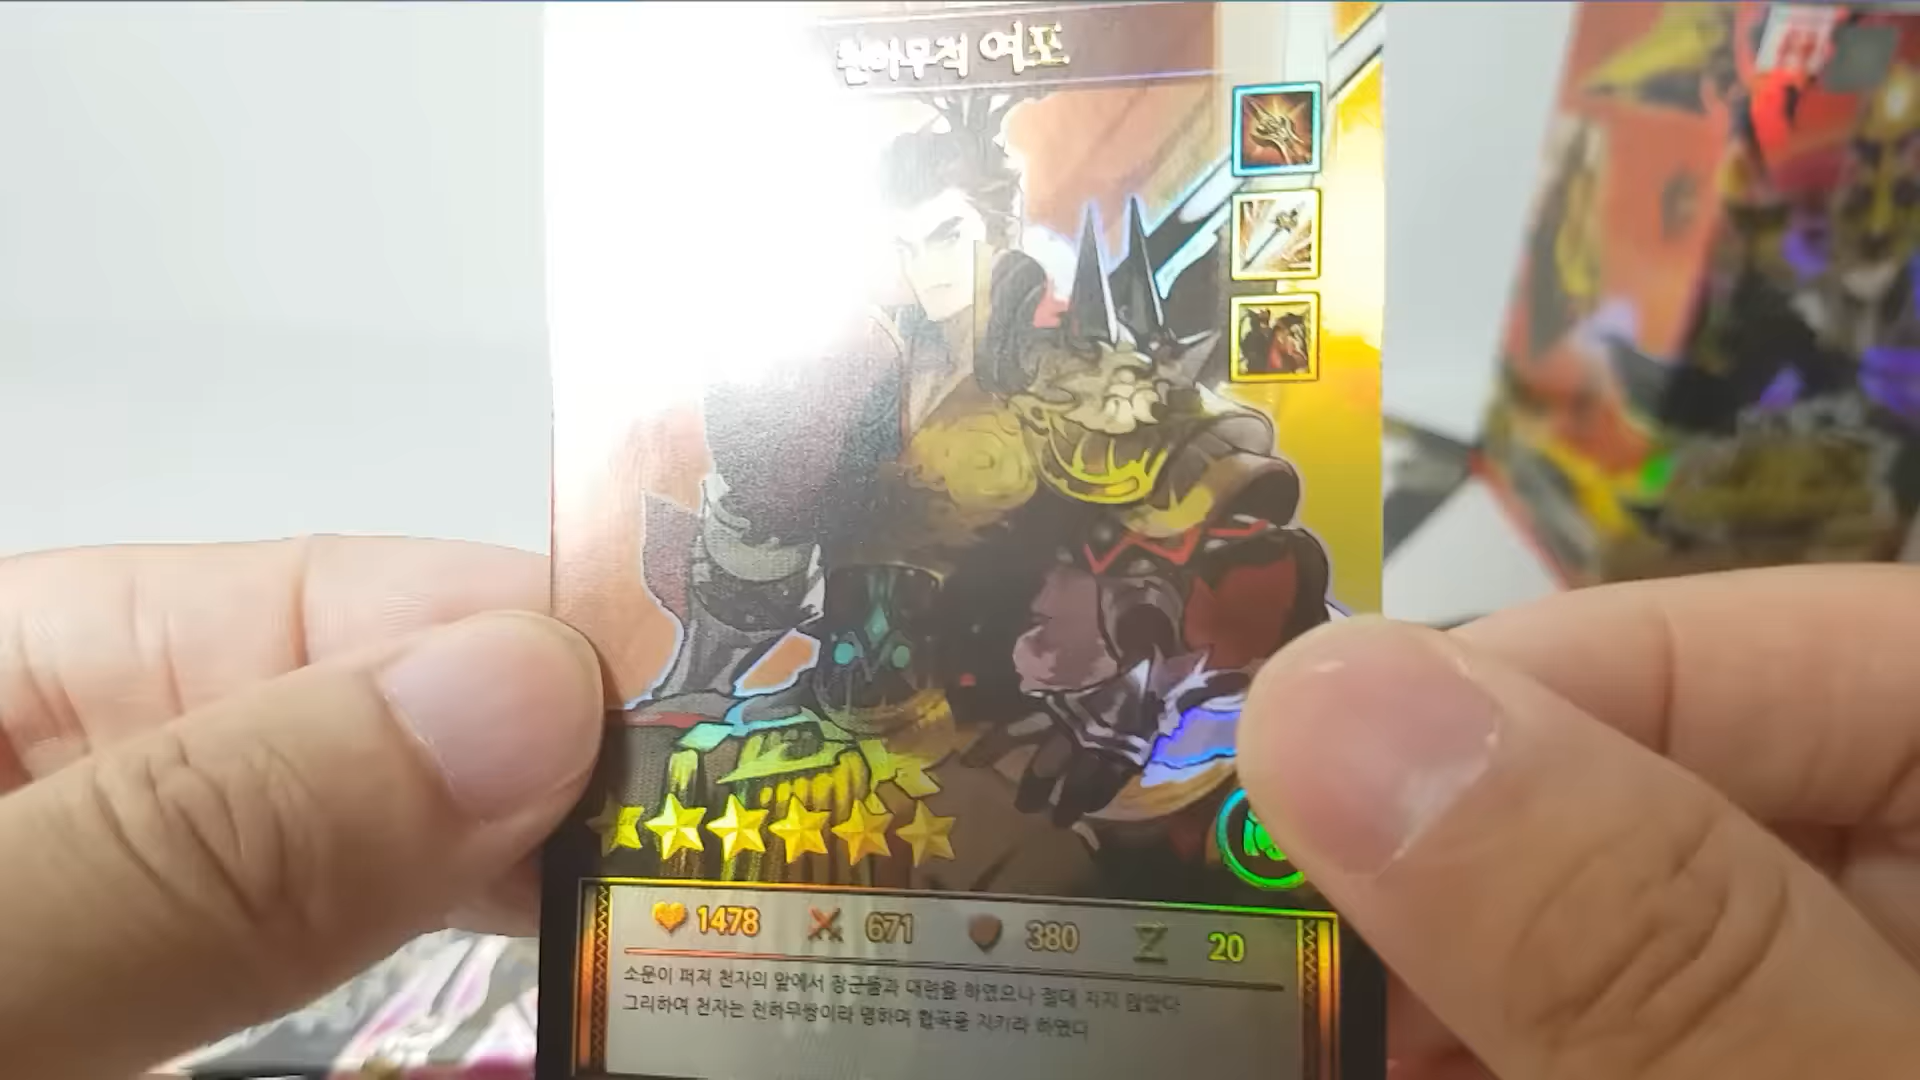 천하무적 여포
1478 671 380 20
소문이 퍼져 천자의 앞에서 장군들과 대련을 하였으나 절대 지지 않았다
그리하여 천자는 천하무쌍이라 명하며 협곡을 지키라 하였다